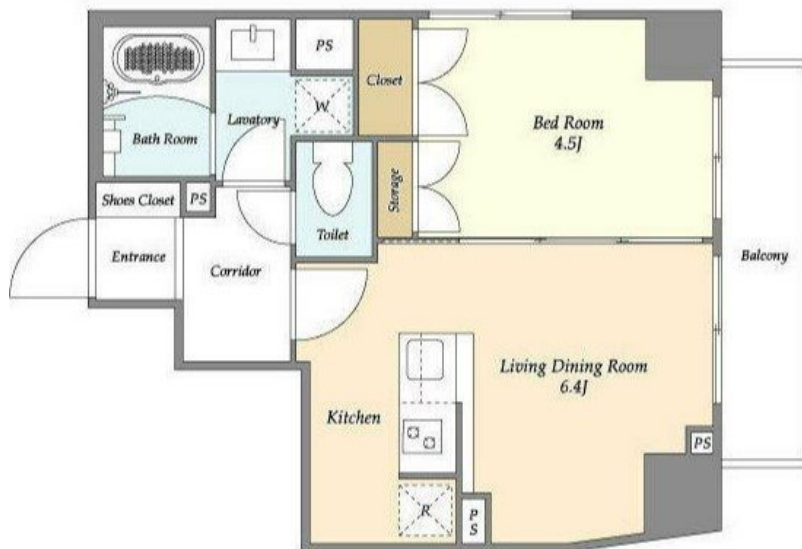 PS
Closet
Bed Room
4.5J
W
Lavatory
Bath Room
Shoes Closet
PS
Storage
Toilet
Entrance
Corridor
Balcony
Living Dining Room
6.4J
Kitchen
PS
R
P
S